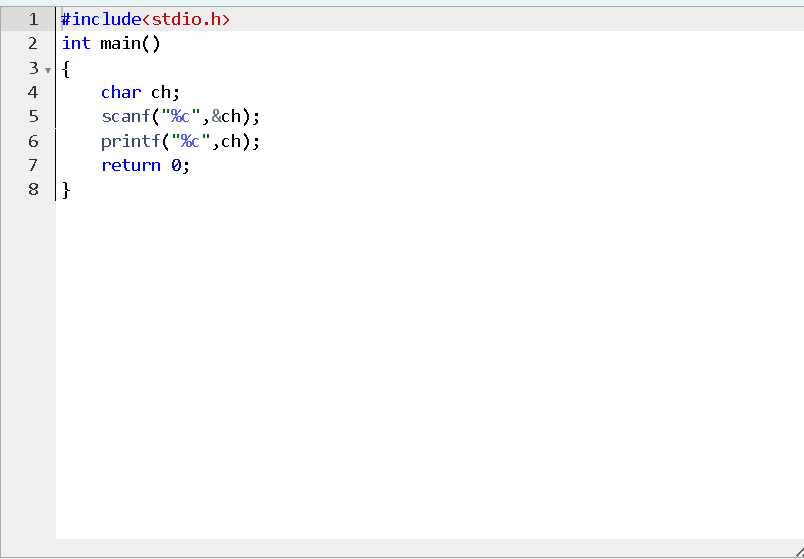 1 #include<stdio.h>
2 int main()
3 {
4 char ch;
5 scanf("%c",&ch);
6 printf("%c",ch);
7 return 0;
8 }